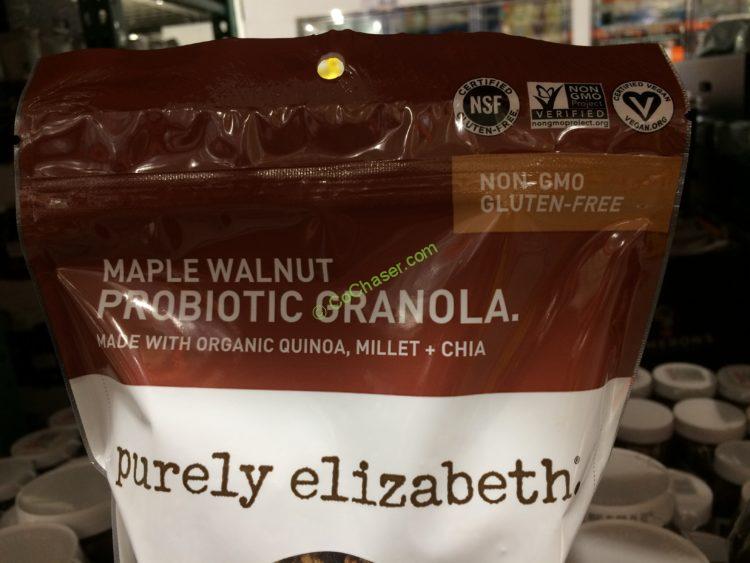 CERTIFIED
NSF
GLUTEN-FREE
NON
GMO
Project
VERIFIED
nongmoproject.org
CERTIFIED VEGAN
V
VEGAN.ORG
NON-GMO
GLUTEN-FREE
MAPLE WALNUT
PROBIOTIC GRANOLA.
© CoChaser.com
MADE WITH ORGANIC QUINOA, MILLET + CHIA
purely elizabeth.®